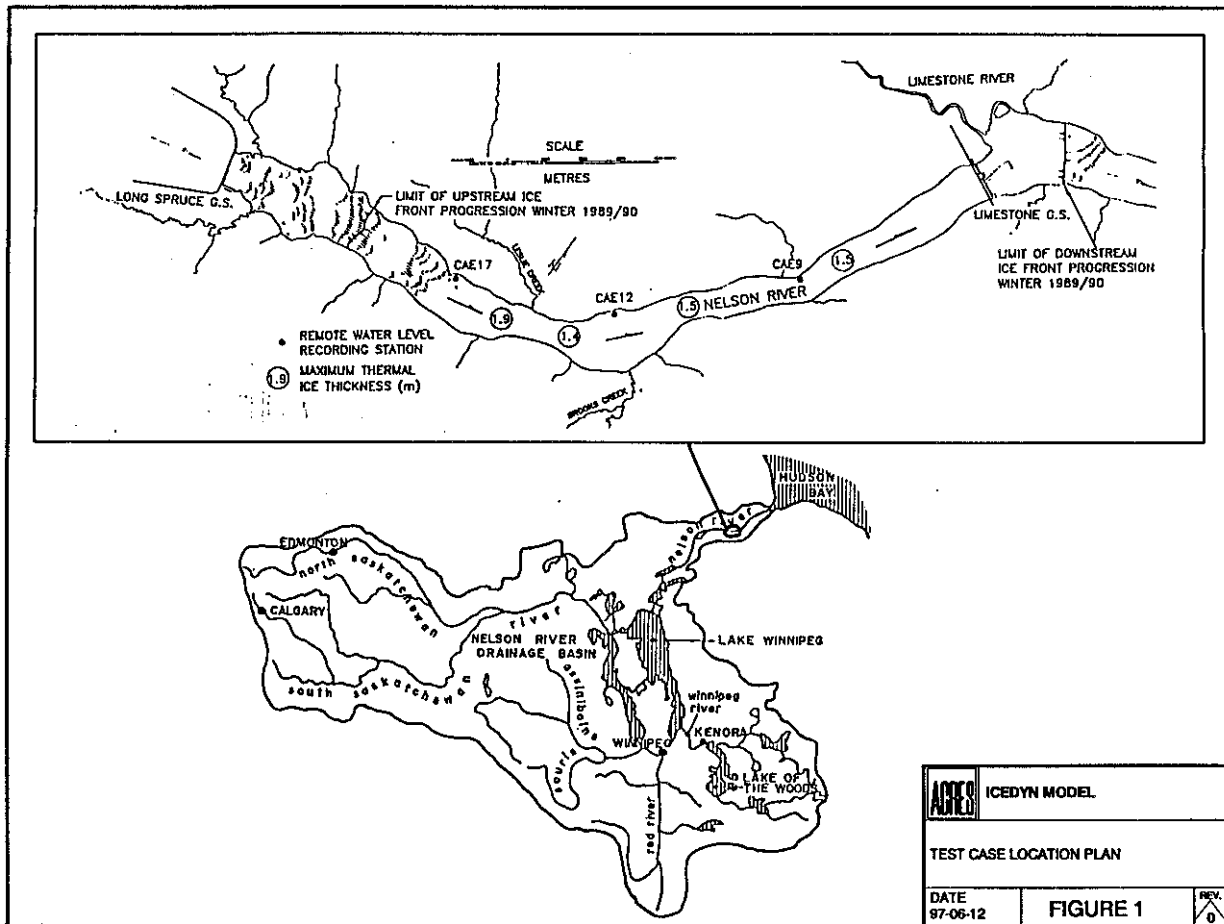 LIMESTONE RIVER
SCALE
METRES
LONG SPRUCE G.S.
LIMIT OF UPSTREAM ICE
FRONT PROGRESSION WINTER 1989/90
LESLIE CREEK
CAE17
CAE12
CAE9
LIMESTONE G.S.
LIMIT OF DOWNSTREAM
ICE FRONT PROGRESSION
WINTER 1989/90
1.9
1.4
1.5 NELSON RIVER
1.5
REMOTE WATER LEVEL
RECORDING STATION
1.9 MAXIMUM THERMAL
ICE THICKNESS (m)
BROOKS CREEK
HUDSON
BAY
nelson river
EDMONTON
north saskatchewan
river
CALGARY
NELSON RIVER
DRAINAGE BASIN
LAKE WINNIPEG
south saskatchewan
assiniboine
winnipeg
river
KENORA
WINNIPEG
souris
LAKE OF
THE WOODS
red river
AGRES ICEDYN MODEL
TEST CASE LOCATION PLAN
DATE
97-06-12
FIGURE 1
REV.
0